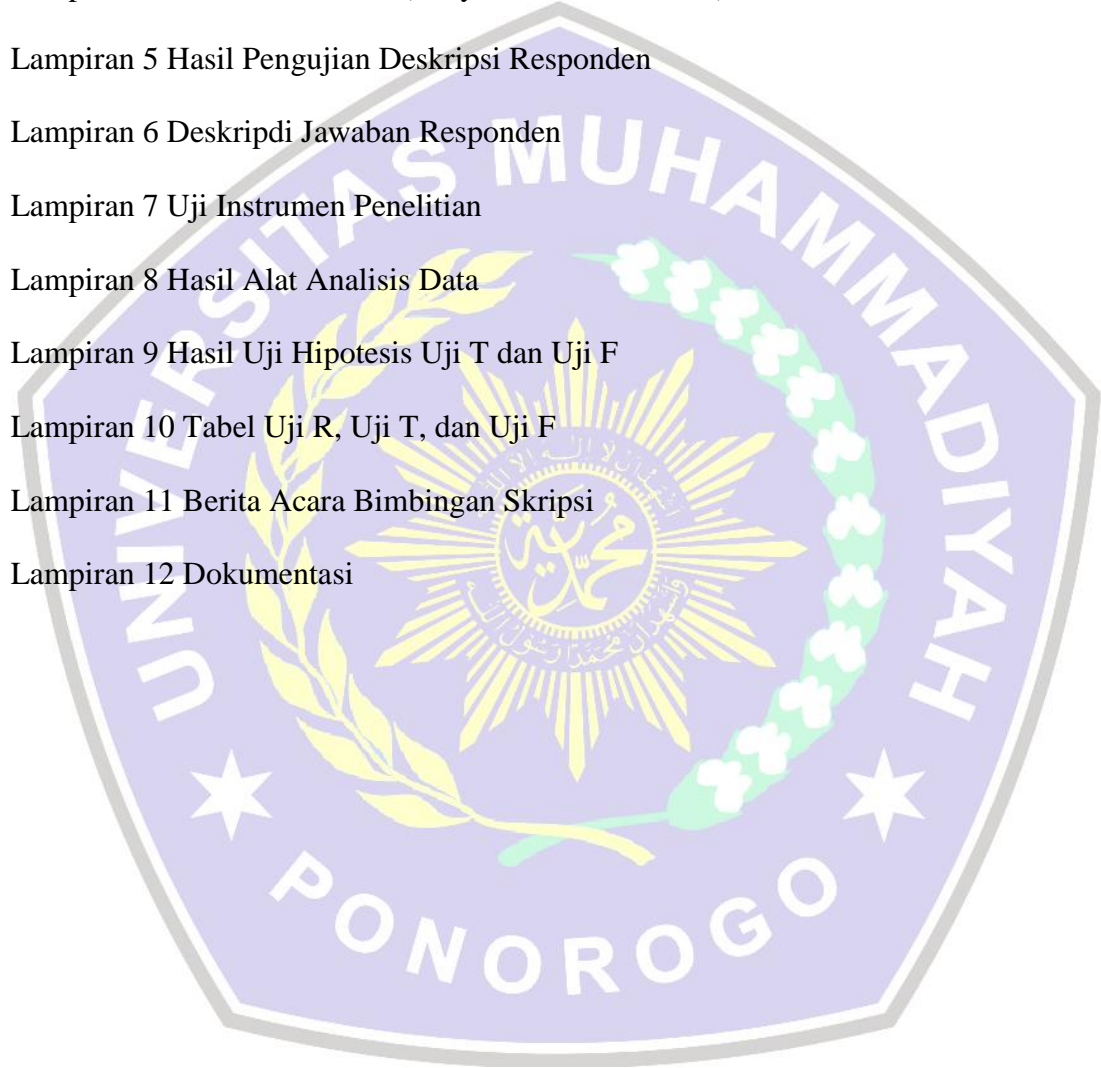 Lampiran 5 Hasil Pengujian Deskripsi Responden
Lampiran 6 Deskripdi Jawaban Responden
Lampiran 7 Uji Instrumen Penelitian
Lampiran 8 Hasil Alat Analisis Data
Lampiran 9 Hasil Uji Hipotesis Uji T dan Uji F
Lampiran 10 Tabel Uji R, Uji T, dan Uji F
Lampiran 11 Berita Acara Bimbingan Skripsi
Lampiran 12 Dokumentasi
UNIVERSITAS MUHAMMADIYAH
PONOROGO